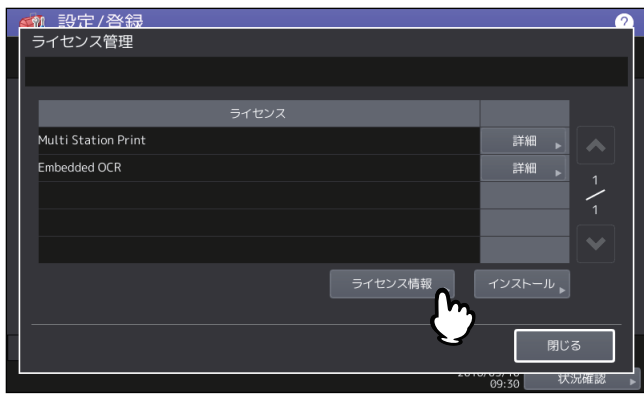 設定/登録
?
ライセンス管理
ライセンス
Multi Station Print 詳細
Embedded OCR 詳細
1
/
1
ライセンス情報 インストール
閉じる
09:30 状況確認